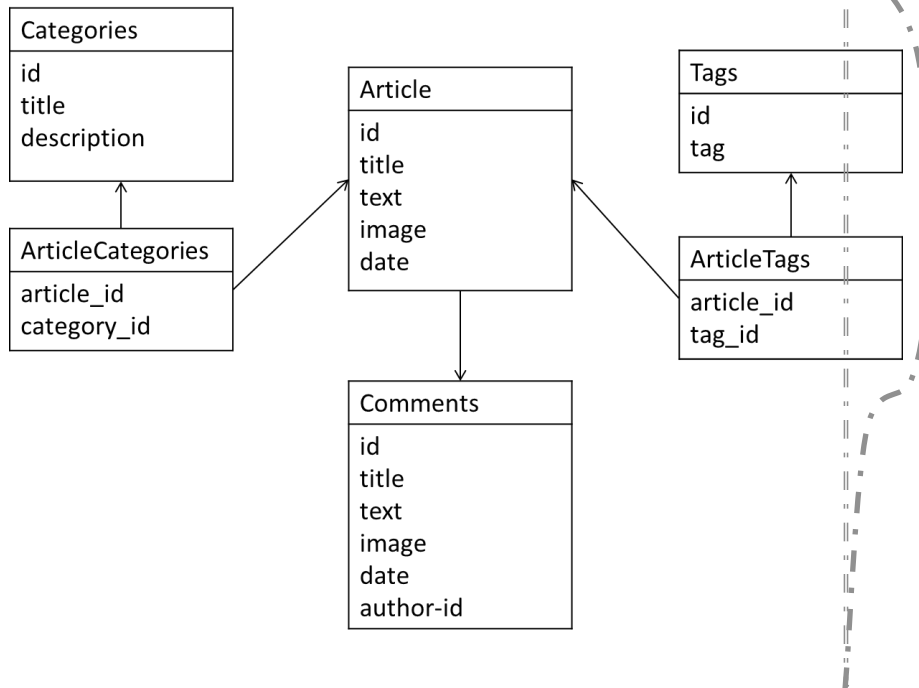 Categories
id
title
description
ArticleCategories
article_id
category_id
Article
id
title
text
image
date
Comments
id
title
text
image
date
author-id
Tags
id
tag
ArticleTags
article_id
tag_id